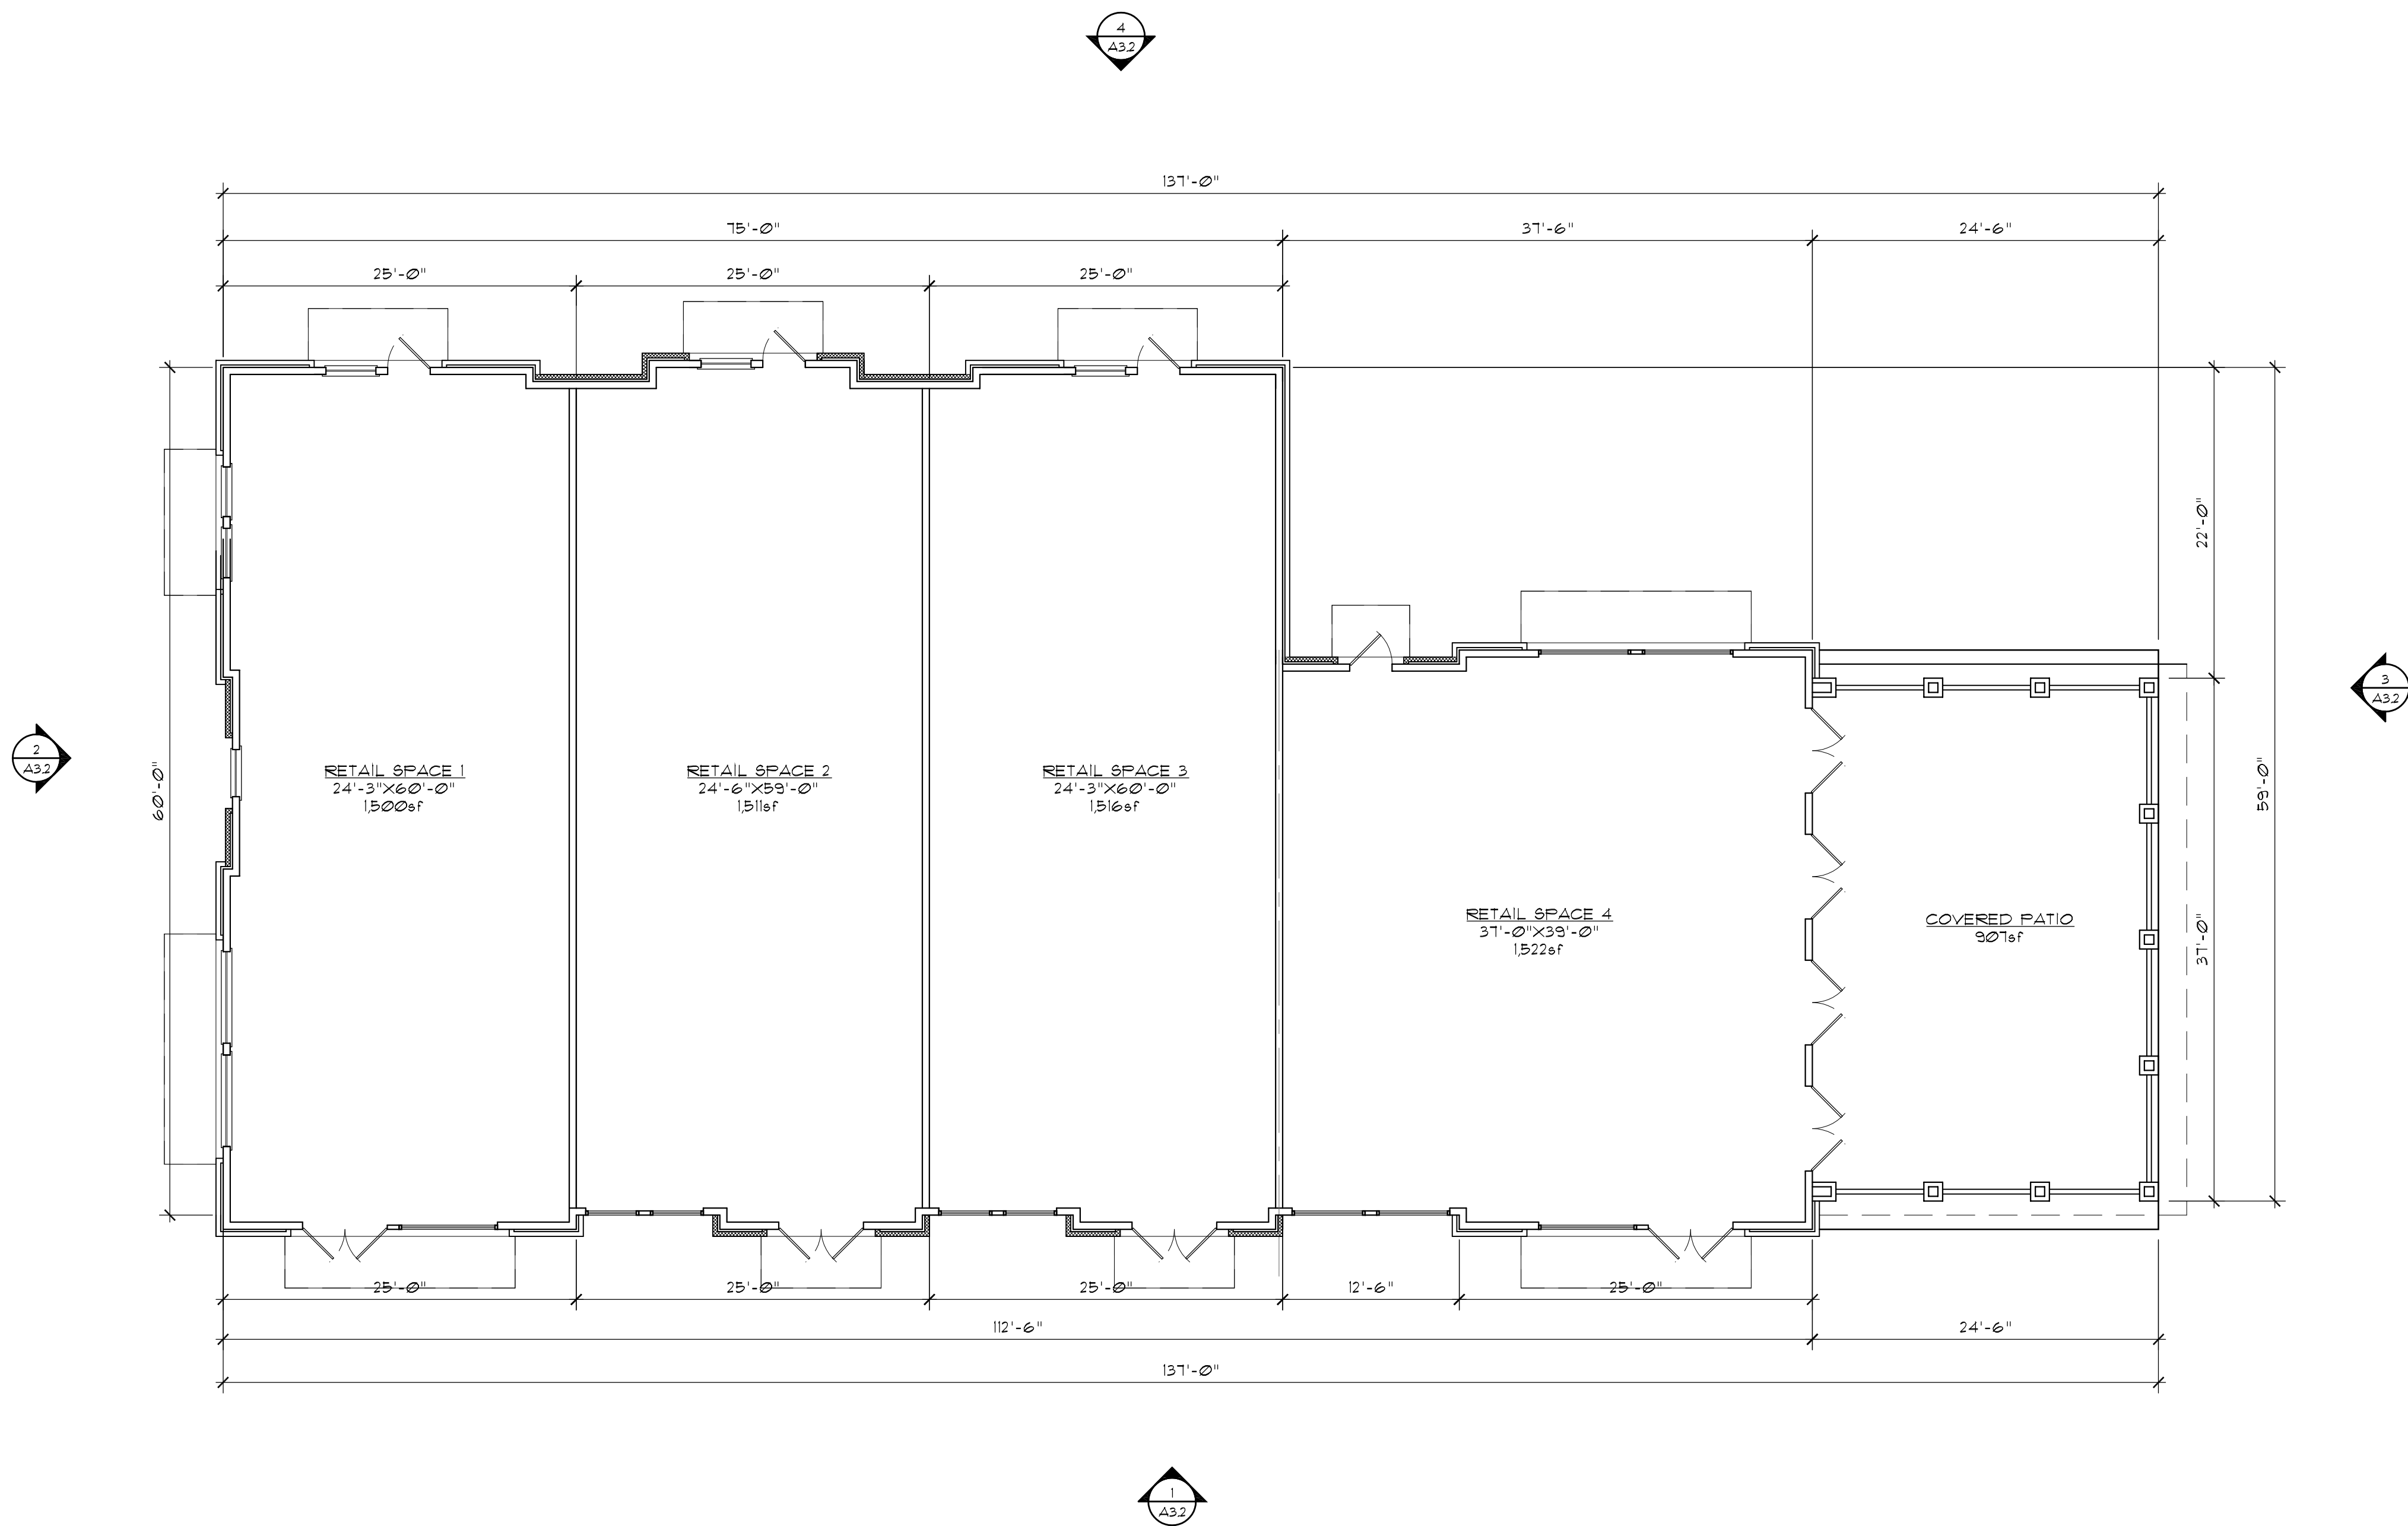 4
A3.2
137'-0"
75'-0"
37'-6"
24'-6"
25'-0"
25'-0"
25'-0"
22'-0"
3
A3.2
2
A3.2
60'-0"
RETAIL SPACE 1
24'-3"X60'-0"
1,500sf
RETAIL SPACE 2
24'-6"X59'-0"
1,511sf
RETAIL SPACE 3
24'-3"X60'-0"
1,516sf
59'-0"
RETAIL SPACE 4
37'-0"X39'-0"
1,522sf
COVERED PATIO
907sf
37'-0"
25'-0"
25'-0"
25'-0"
12'-6"
25'-0"
112'-6"
24'-6"
137'-0"
1
A3.2